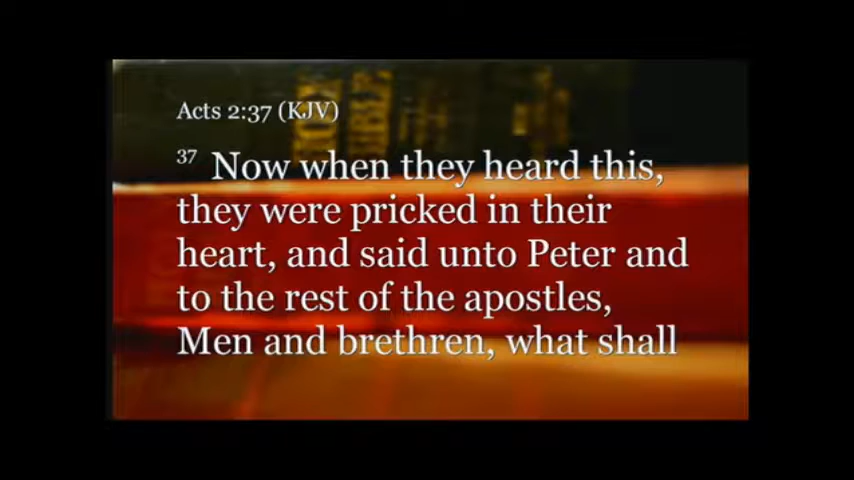 Acts 2:37 (KJV)
37 Now when they heard this,
they were pricked in their
heart, and said unto Peter and
to the rest of the apostles,
Men and brethren, what shall